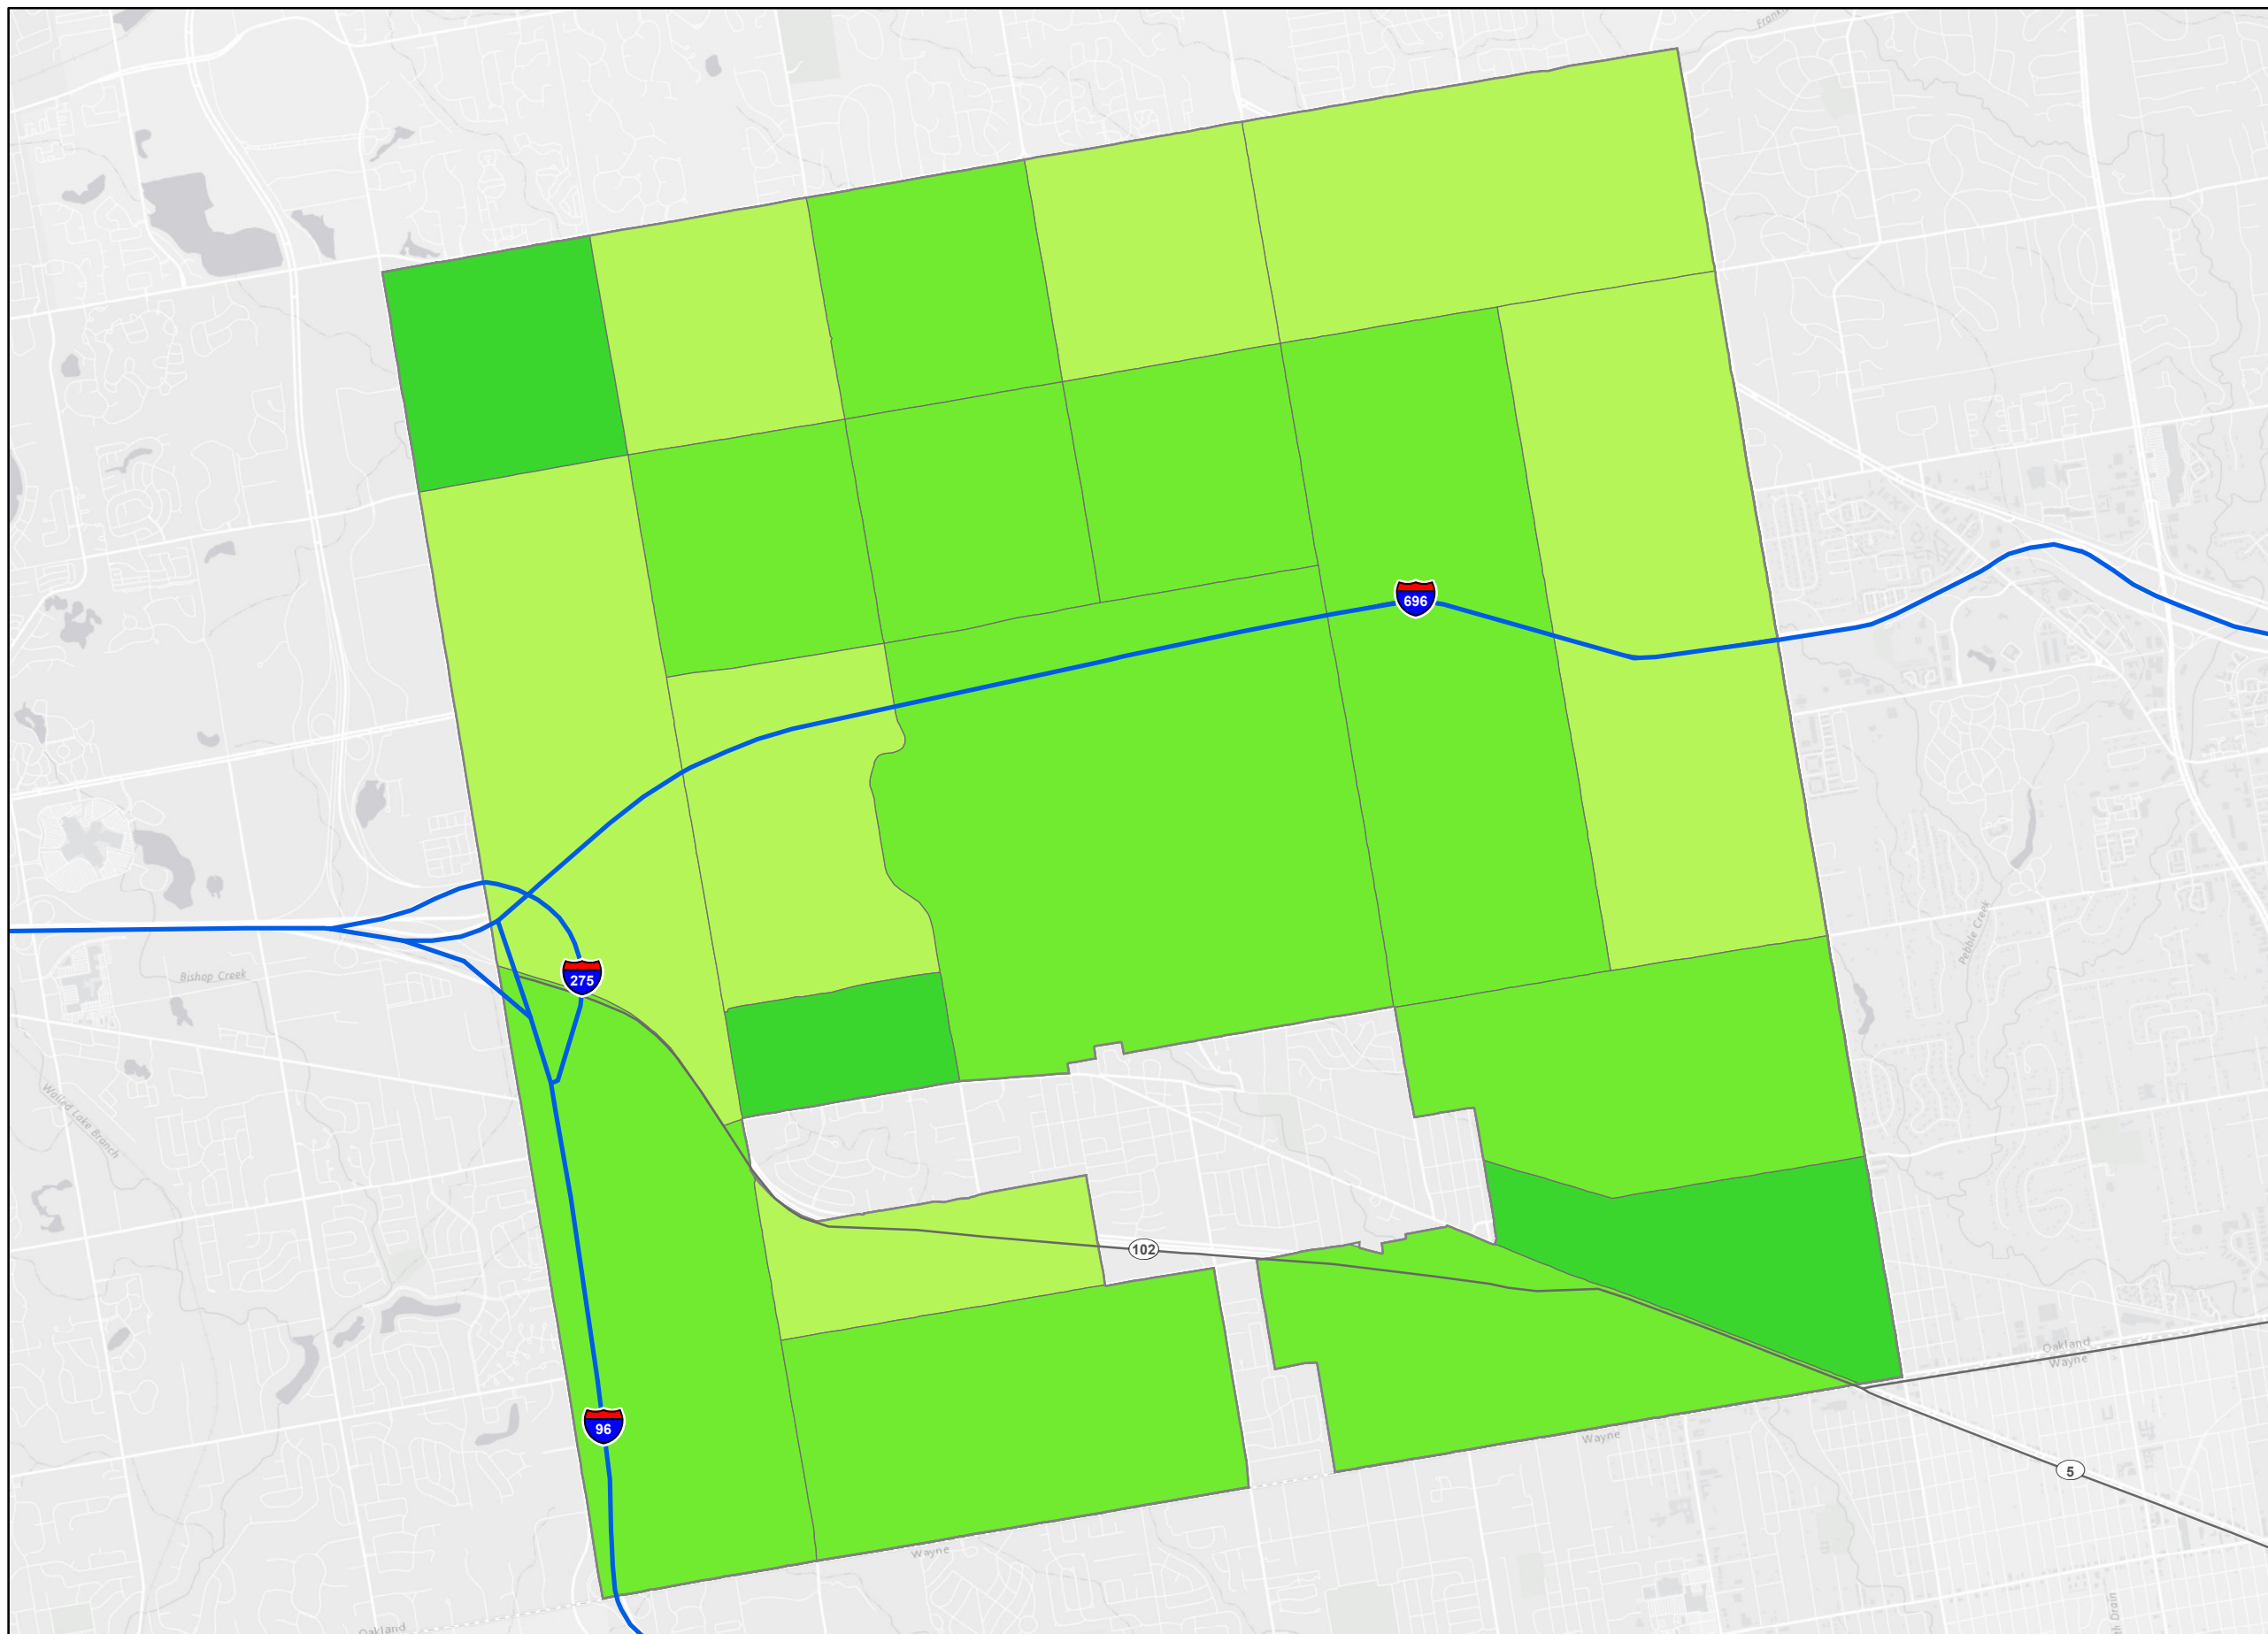 696
275
Bishop Creek
Pebble Creek
Walled Lake Branch
102
Oakland
Wayne
96
Wayne
5
Wayne
Oakland